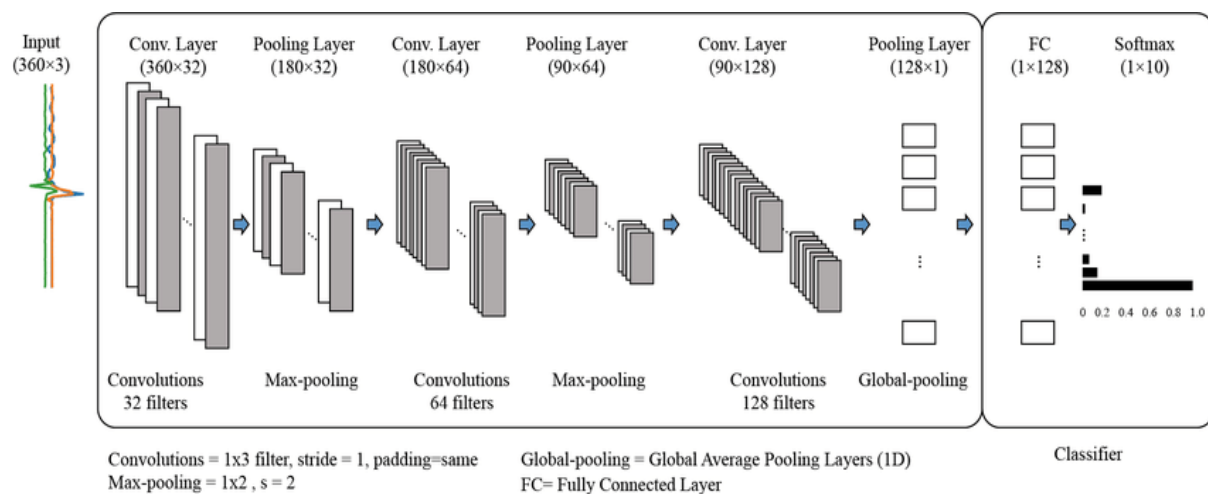 Input
(360×3)
Conv. Layer
(360×32)
Pooling Layer
(180×32)
Conv. Layer
(180×64)
Pooling Layer
(90×64)
Conv. Layer
(90×128)
Pooling Layer
(128×1)
FC
(1×128)
Softmax
(1×10)
0 0.2 0.4 0.6 0.8 1.0
Convolutions
32 filters
Max-pooling
Convolutions
64 filters
Max-pooling
Convolutions
128 filters
Global-pooling
Convolutions = 1x3 filter, stride = 1, padding=same
Max-pooling = 1x2 , s = 2
Global-pooling = Global Average Pooling Layers (1D)
FC= Fully Connected Layer
Classifier